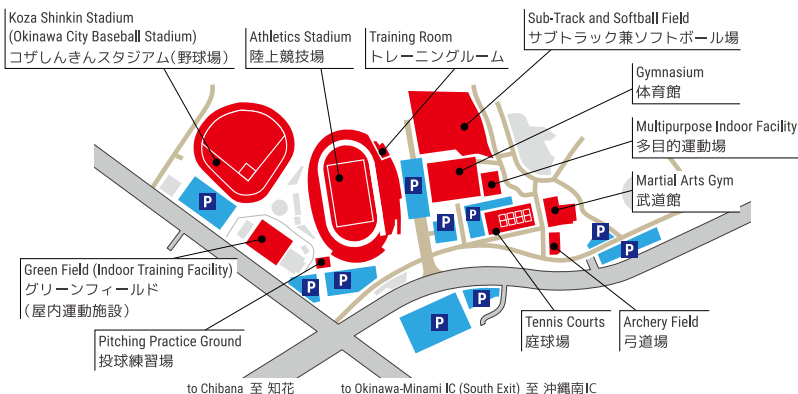 Koza Shinkin Stadium
(Okinawa City Baseball Stadium)
コザしんきんスタジアム(野球場)
Athletics Stadium
陸上競技場
Training Room
トレーニングルーム
Sub-Track and Softball Field
サブトラック兼ソフトボール場
Gymnasium
体育館
Multipurpose Indoor Facility
多目的運動場
Martial Arts Gym
武道館
P
P
P
P
P
P
P
P
P
P
Green Field (Indoor Training Facility)
グリーンフィールド
(屋内運動施設)
Pitching Practice Ground
投球練習場
Tennis Courts
庭球場
Archery Field
弓道場
to Chibana 至 知花
to Okinawa-Minami IC (South Exit) 至 沖縄南IC